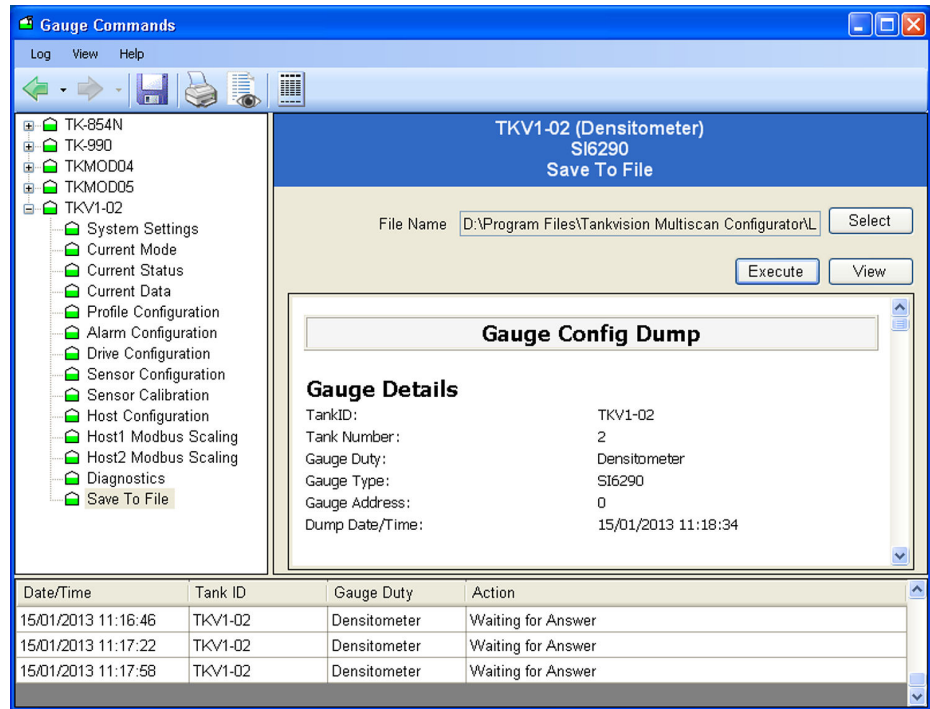 Gauge Commands
Log View Help
TK-854N
TK-990
TKMOD04
TKMOD05
TKV1-02
System Settings
Current Mode
Current Status
Current Data
Profile Configuration
Alarm Configuration
Drive Configuration
Sensor Configuration
Sensor Calibration
Host Configuration
Host1 Modbus Scaling
Host2 Modbus Scaling
Diagnostics
Save To File
TKV1-02 (Densitometer)
SI6290
Save To File
File Name D:\Program Files\Tankvision Multiscan Configurator\L Select
Execute View
Gauge Config Dump
Gauge Details
TankID: TKV1-02
Tank Number: 2
Gauge Duty: Densitometer
Gauge Type: SI6290
Gauge Address: 0
Dump Date/Time: 15/01/2013 11:18:34
Date/Time Tank ID Gauge Duty Action
15/01/2013 11:16:46 TKV1-02 Densitometer Waiting for Answer
15/01/2013 11:17:22 TKV1-02 Densitometer Waiting for Answer
15/01/2013 11:17:58 TKV1-02 Densitometer Waiting for Answer